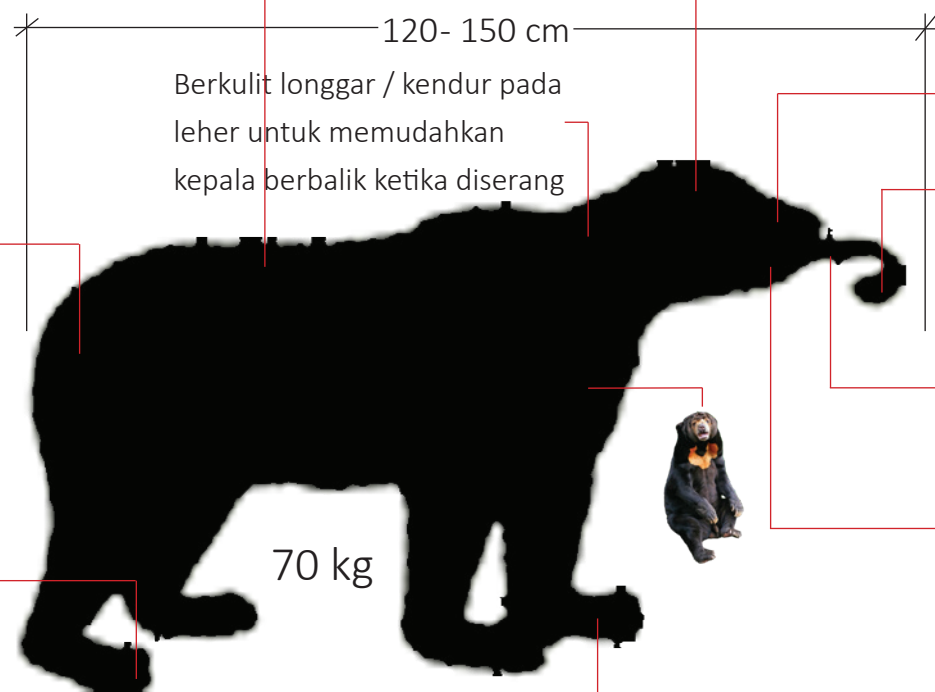 120- 150 cm
Berkulit longgar / kendur pada
leher untuk memudahkan
kepala berbalik ketika diserang
70 kg